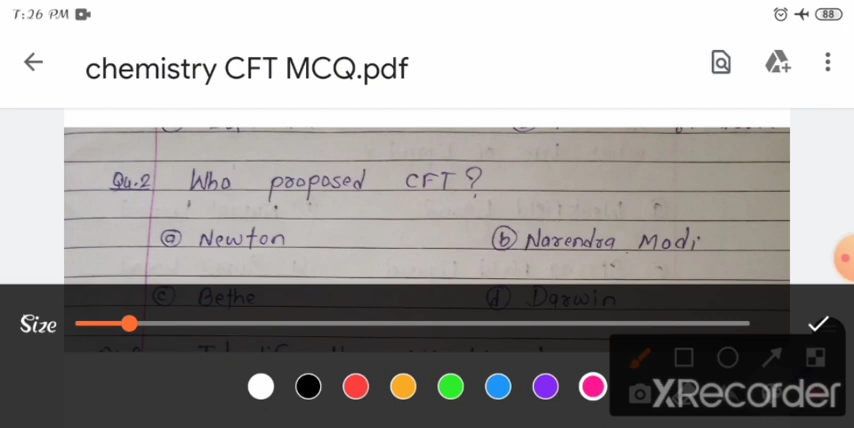 7:26 PM
88
chemistry CFT MCQ.pdf
Qu.2 Who proposed CFT?
(a) Newton (b) Narendra Modi
(c) Bethe (d) Darwin
Size
XRecorder